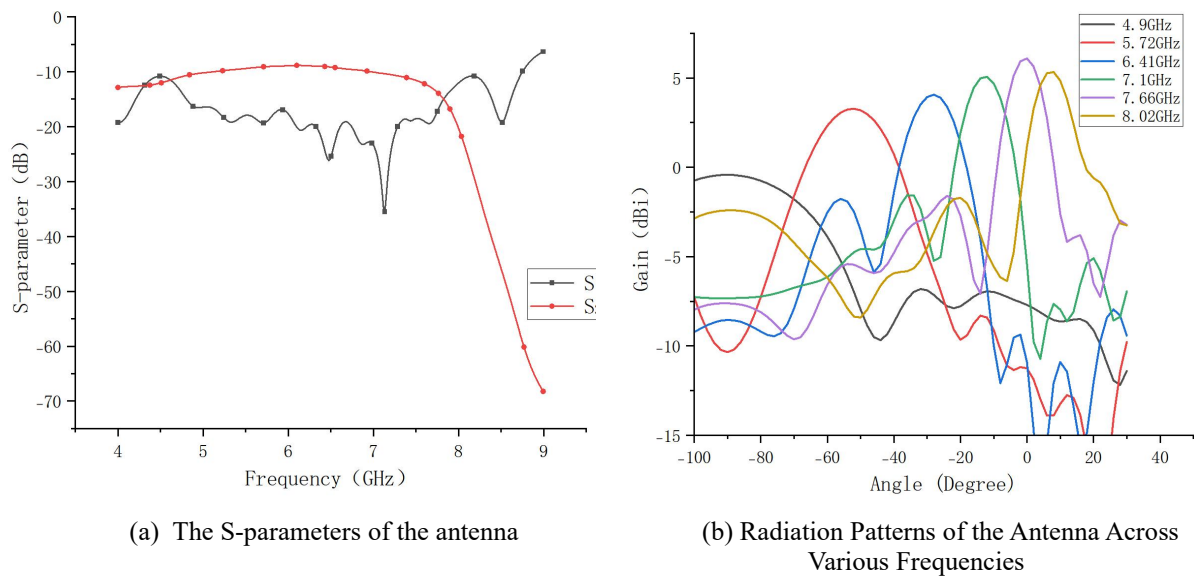 0
-10
-20
-30
-40
-50
-60
-70
S-parameter (dB)
4 5 6 7 8 9
Frequency (GHz)
S
S
(a) The S-parameters of the antenna
5
0
-5
-10
-15
Gain (dBi)
-100 -80 -60 -40 -20 0 20 40
Angle (Degree)
4.9GHz
5.72GHz
6.41GHz
7.1GHz
7.66GHz
8.02GHz
(b) Radiation Patterns of the Antenna Across
Various Frequencies